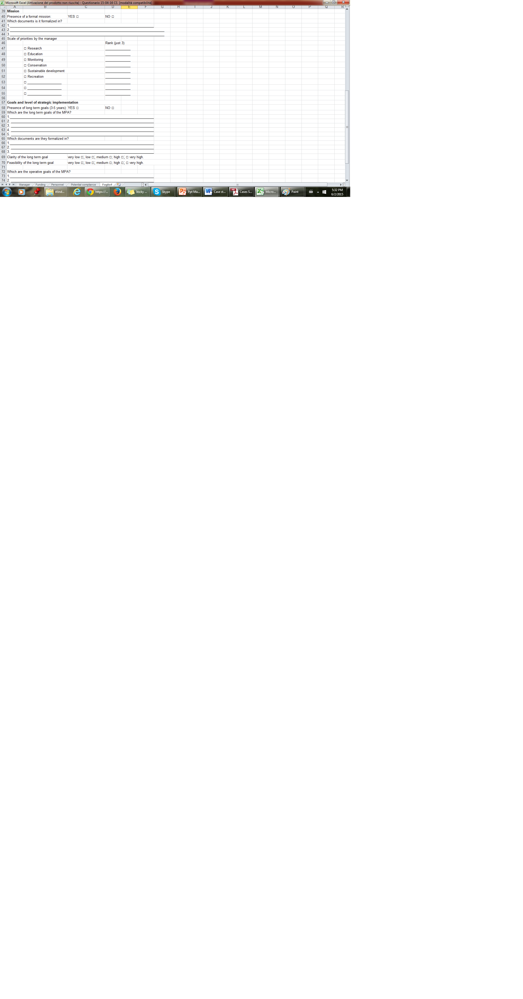 Microsoft Excel (Attivazione del prodotto non riuscita) - Questionario 15-04-16 CS [modalità compatibilità]
A B C D E F G H I J K L M N O P Q R
39 Mission
40 Presence of a formal mission: YES □ NO □
41 Which documents is it formalized in?
42 1.
43 2.
44 3.
45 Scale of priorities by the manager
46 Rank (just 3)
47 □ Research
48 □ Education
49 □ Monitoring
50 □ Conservation
51 □ Sustainable development
52 □ Recreation
53 □
54 □
55 □
56
57 Goals and level of strategic implementation
58 Presence of long term goals (3-5 years): YES □ NO □
59 Which are the long term goals of the MPA?
60 1.
61 2.
62 3.
63 4.
64 5.
65 Which documents are they formalized in?
66 1.
67 2.
68 3.
69 Clarity of the long term goal very low □; low □; medium □; high □; □ very high.
70 Feasibility of the long term goal very low □; low □; medium □; high □; □ very high.
71
72 Which are the operative goals of the MPA?
73 1.
74 2.
Manager Funding Personnel Potential compliance Foglio1
Wind... https://... Sticky ... Skype Ppt Ma... Case st... Cases S... Micro... Paint 5:32 PM
6/2/2015